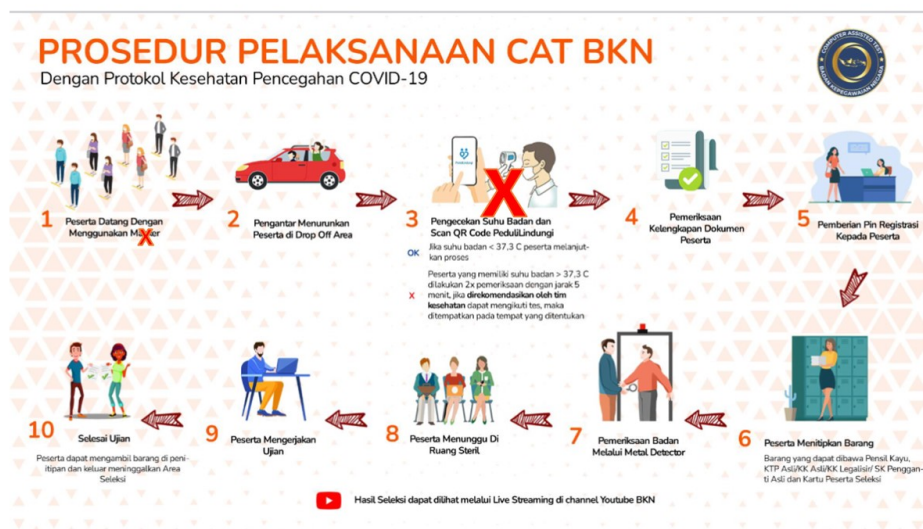 PROSEDUR PELAKSANAAN CAT BKN
Dengan Protokol Kesehatan Pencegahan COVID-19
COMPUTER ASSISTED TEST
BADAN KEPEGAWAIAN NEGARA
1 Peserta Datang Dengan
Menggunakan
2 Pengantar Menurunkan
Peserta di Drop Off Area
3 Pengecekan Suhu Badan dan
Scan QR Code PeduliLindungi
OK Jika suhu badan < 37,3 C peserta melanjut-
kan proses
X Peserta yang memiliki suhu badan > 37.3 C
dilakukan 2x pemeriksaan dengan jarak 5
menit, jika direkomendasikan oleh tim
kesehatan dapat mengikuti tes, maka
ditempatkan pada tempat yang ditentukan
4 Pemeriksaan
Kelengkapan Dokumen
Peserta
5 Pemberian Pin Registrasi
Kepada Peserta
10 Selesai Ujian
Peserta dapat mengambil barang di peni-
itipan dan keluar meninggalkan Area
Seleksi
9 Peserta Mengerjakan
Ujian
8 Peserta Menunggu Di
Ruang Steril
7 Pemeriksaan Badan
Melalui Metal Detector
6 Peserta Menitipkan Barang
Barang yang dapat dibawa Pensil Kayu,
KTP Asli/KK Asli/KK Legalisir/ SK Penggan-
ti Asli dan Kartu Peserta Seleksi
Hasil Seleksi dapat dilihat melalui Live Streaming di channel Youtube BKN